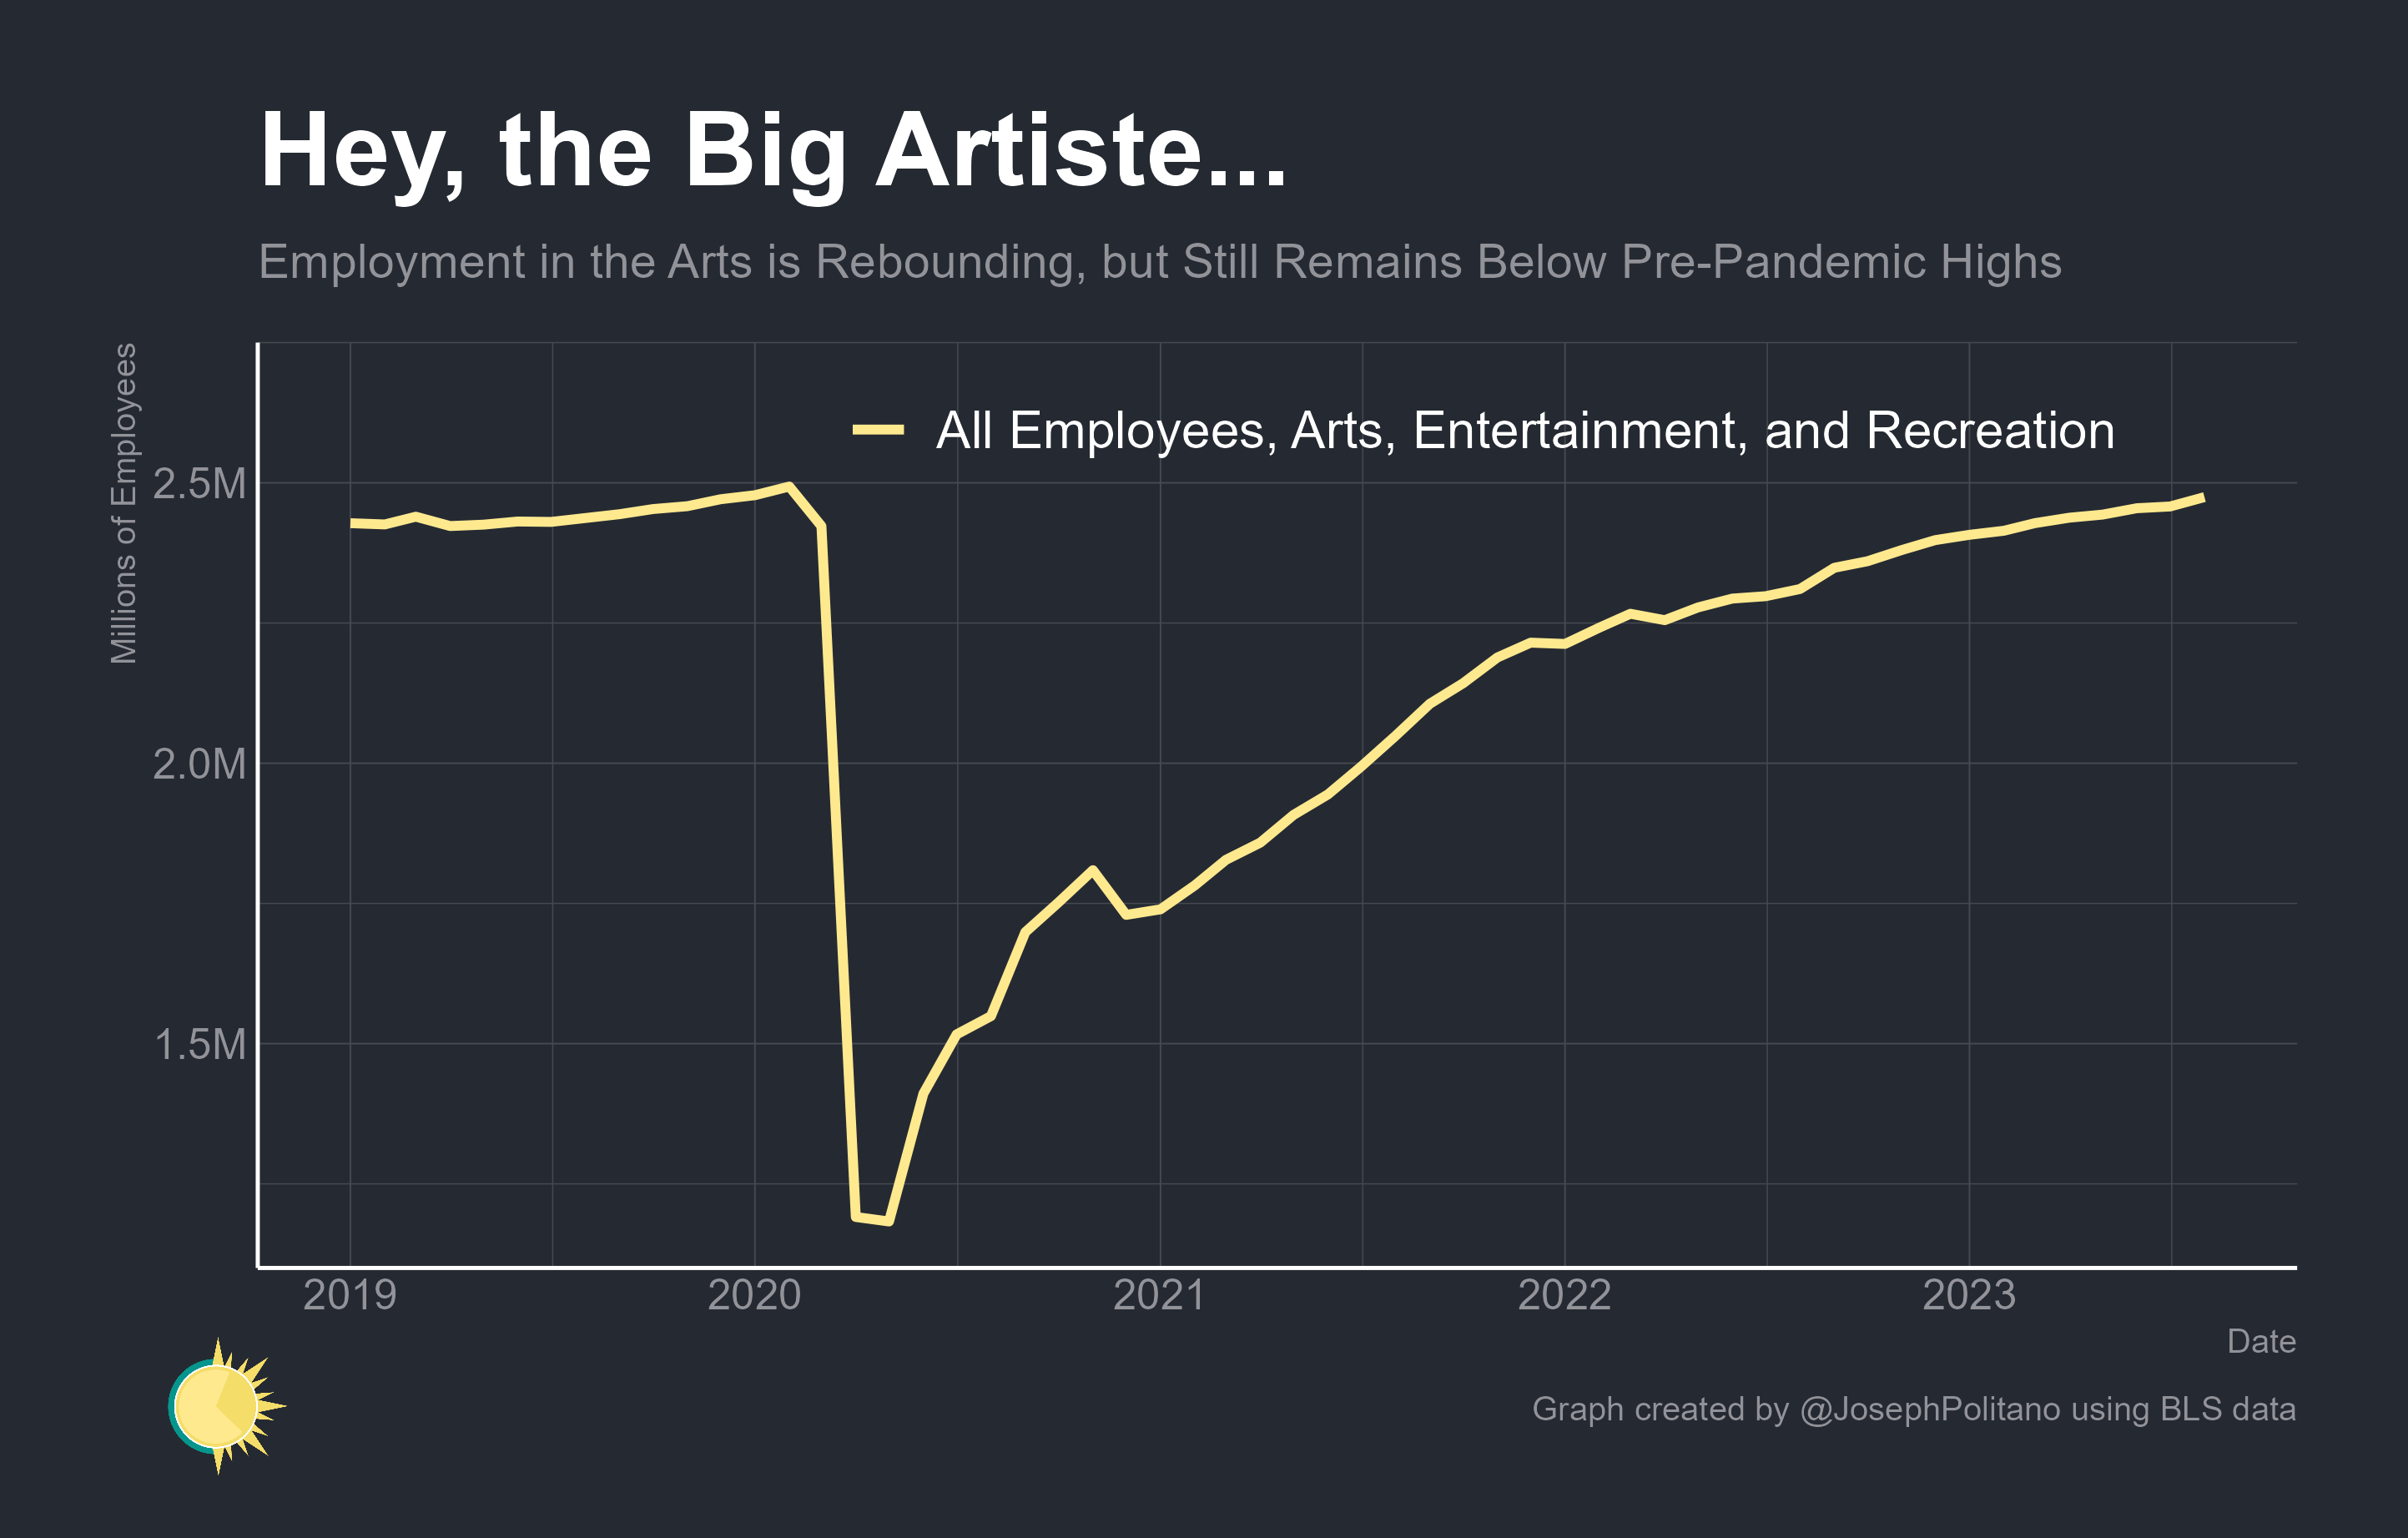 Hey, the Big Artiste...
Employment in the Arts is Rebounding, but Still Remains Below Pre-Pandemic Highs
Millions of Employees
All Employees, Arts, Entertainment, and Recreation
2.5M
2.0M
1.5M
2019
2020
2021
2022
2023
Date
Graph created by @JosephPolitano using BLS data